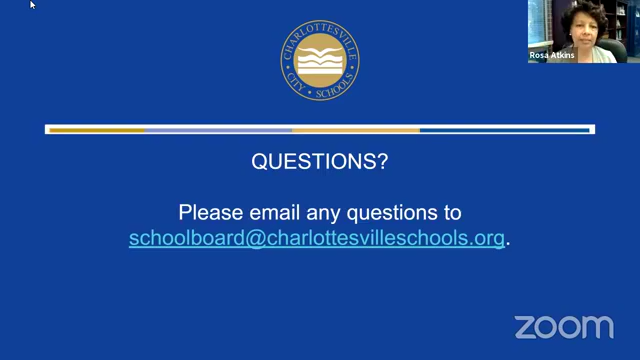 CHARLOTTESVILLE
CITY • SCHOOLS
Rosa Atkins
QUESTIONS?
Please email any questions to
schoolboard@charlottesvilleschools.org.
zoom